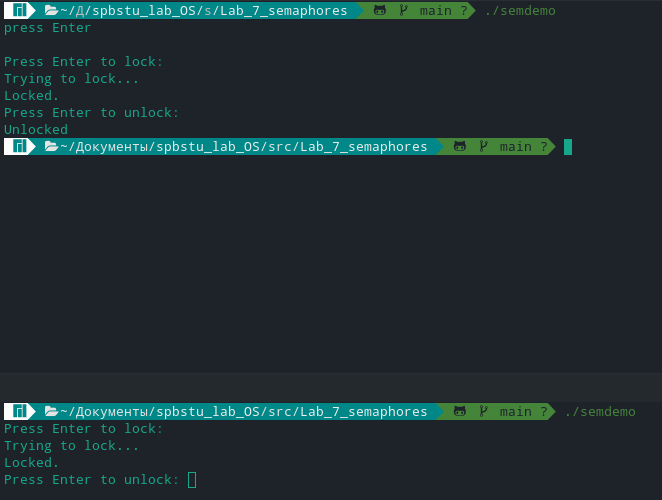 ~/Д/spbstu_lab_OS/s/Lab_7_semaphores main ? ./semdemo
press Enter
Press Enter to lock:
Trying to lock...
Locked.
Press Enter to unlock:
Unlocked
~/Документы/spbstu_lab_OS/src/Lab_7_semaphores main ?
~/Документы/spbstu_lab_OS/src/Lab_7_semaphores main ? ./semdemo
Press Enter to lock:
Trying to lock...
Locked.
Press Enter to unlock: